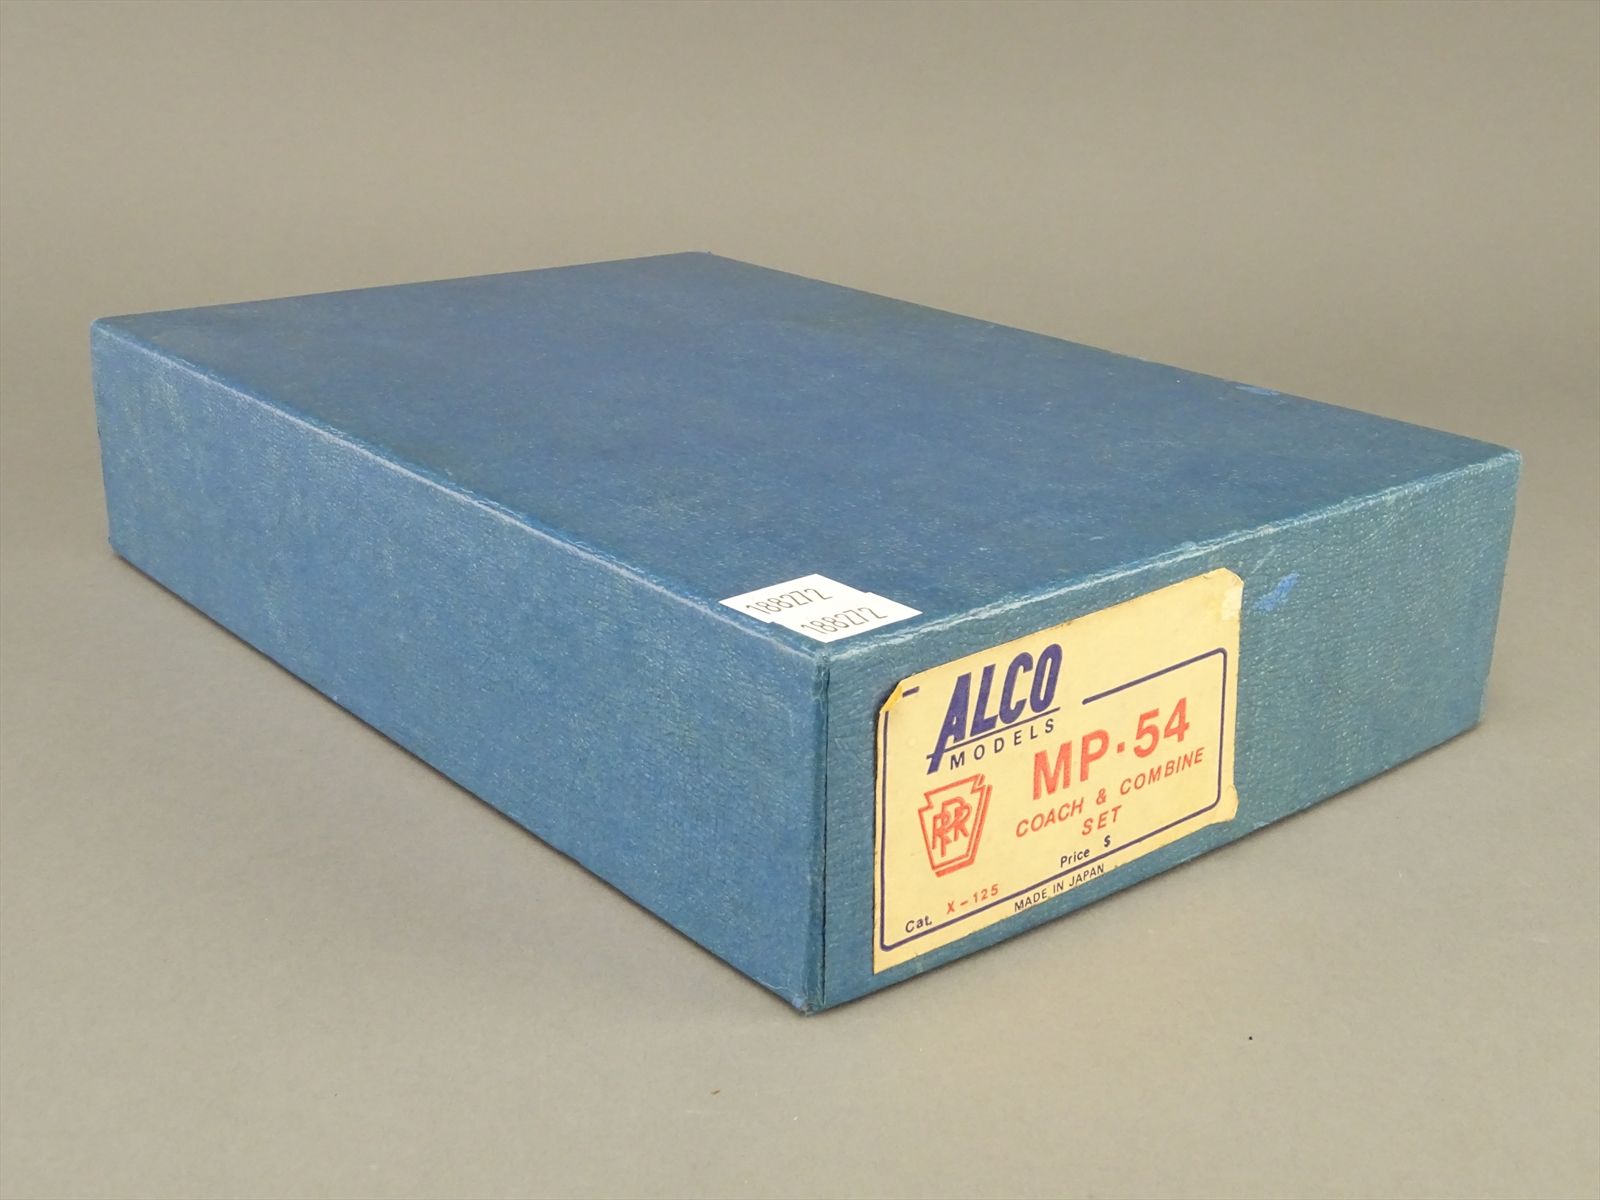 188272
188272
ALCO
MODELS
MP·54
COACH & COMBINE
SET
PRR
Price $
Cat. X-125
MADE IN JAPAN